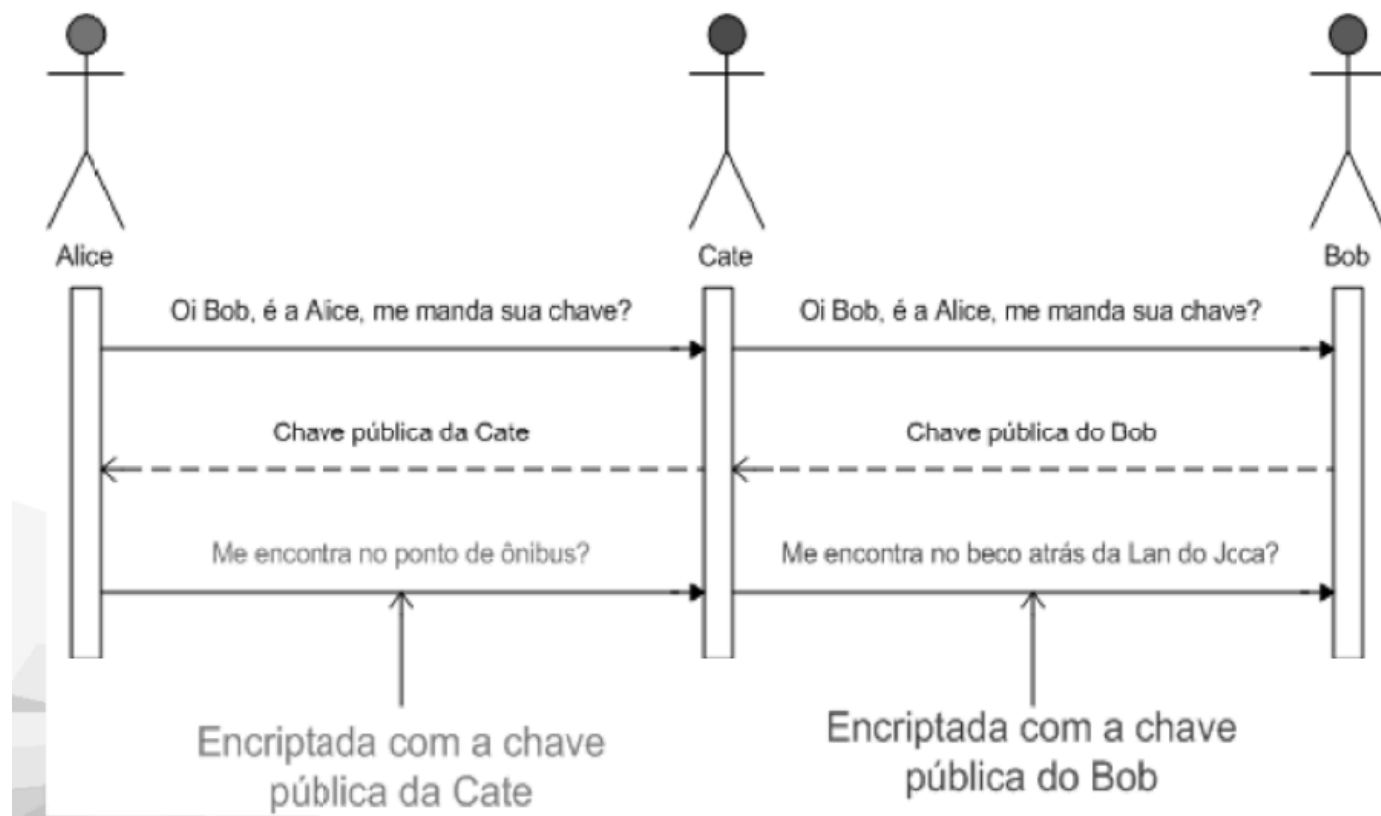 Alice
Cate
Bob
Oi Bob, é a Alice, me manda sua chave?
Oi Bob, é a Alice, me manda sua chave?
Chave pública da Cate
Chave pública do Bob
Me encontra no ponto de ônibus?
Me encontra no beco atrás da Lan do Joca?
Encriptada com a chave
pública da Cate
Encriptada com a chave
pública do Bob